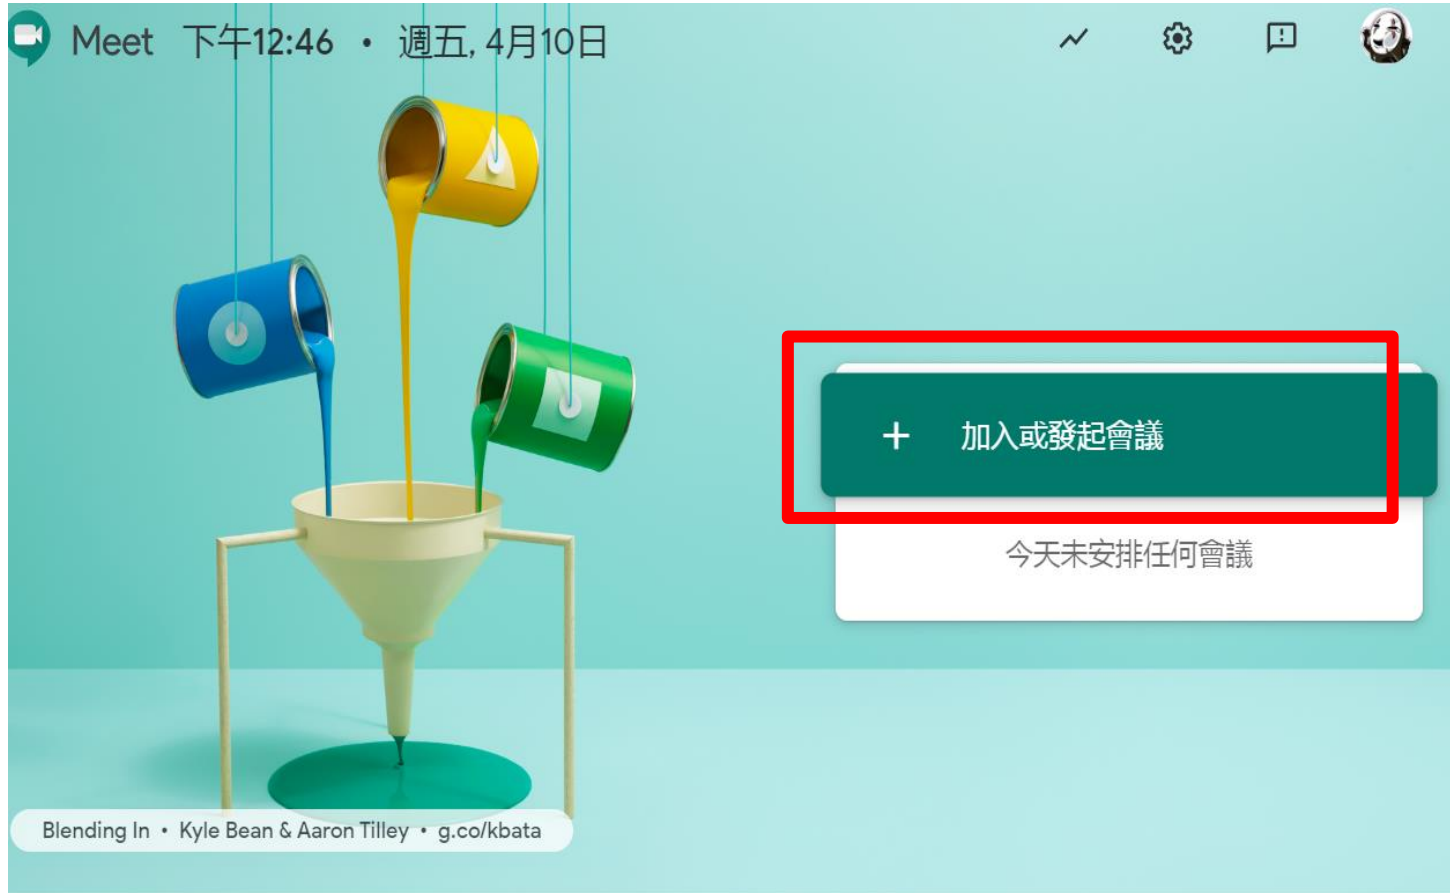 Meet 下午12:46 • 週五, 4月10日
+ 加入或發起會議
今天未安排任何會議
Blending In • Kyle Bean & Aaron Tilley • g.co/kbata